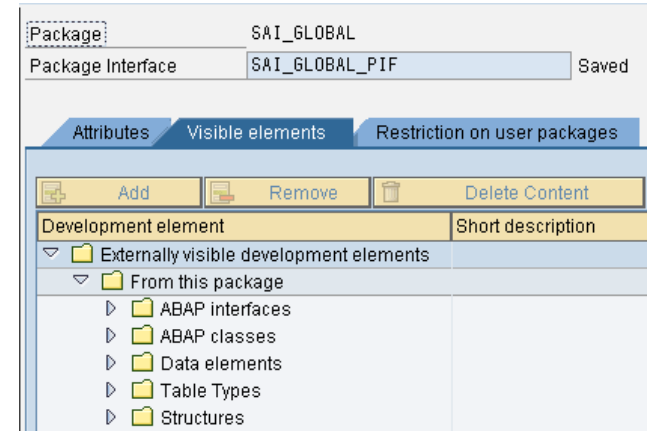 Package SAI_GLOBAL
Package Interface SAI_GLOBAL_PIF Saved
Attributes Visible elements Restriction on user packages
Add Remove Delete Content
Development element Short description
Externally visible development elements
From this package
ABAP interfaces
ABAP classes
Data elements
Table Types
Structures